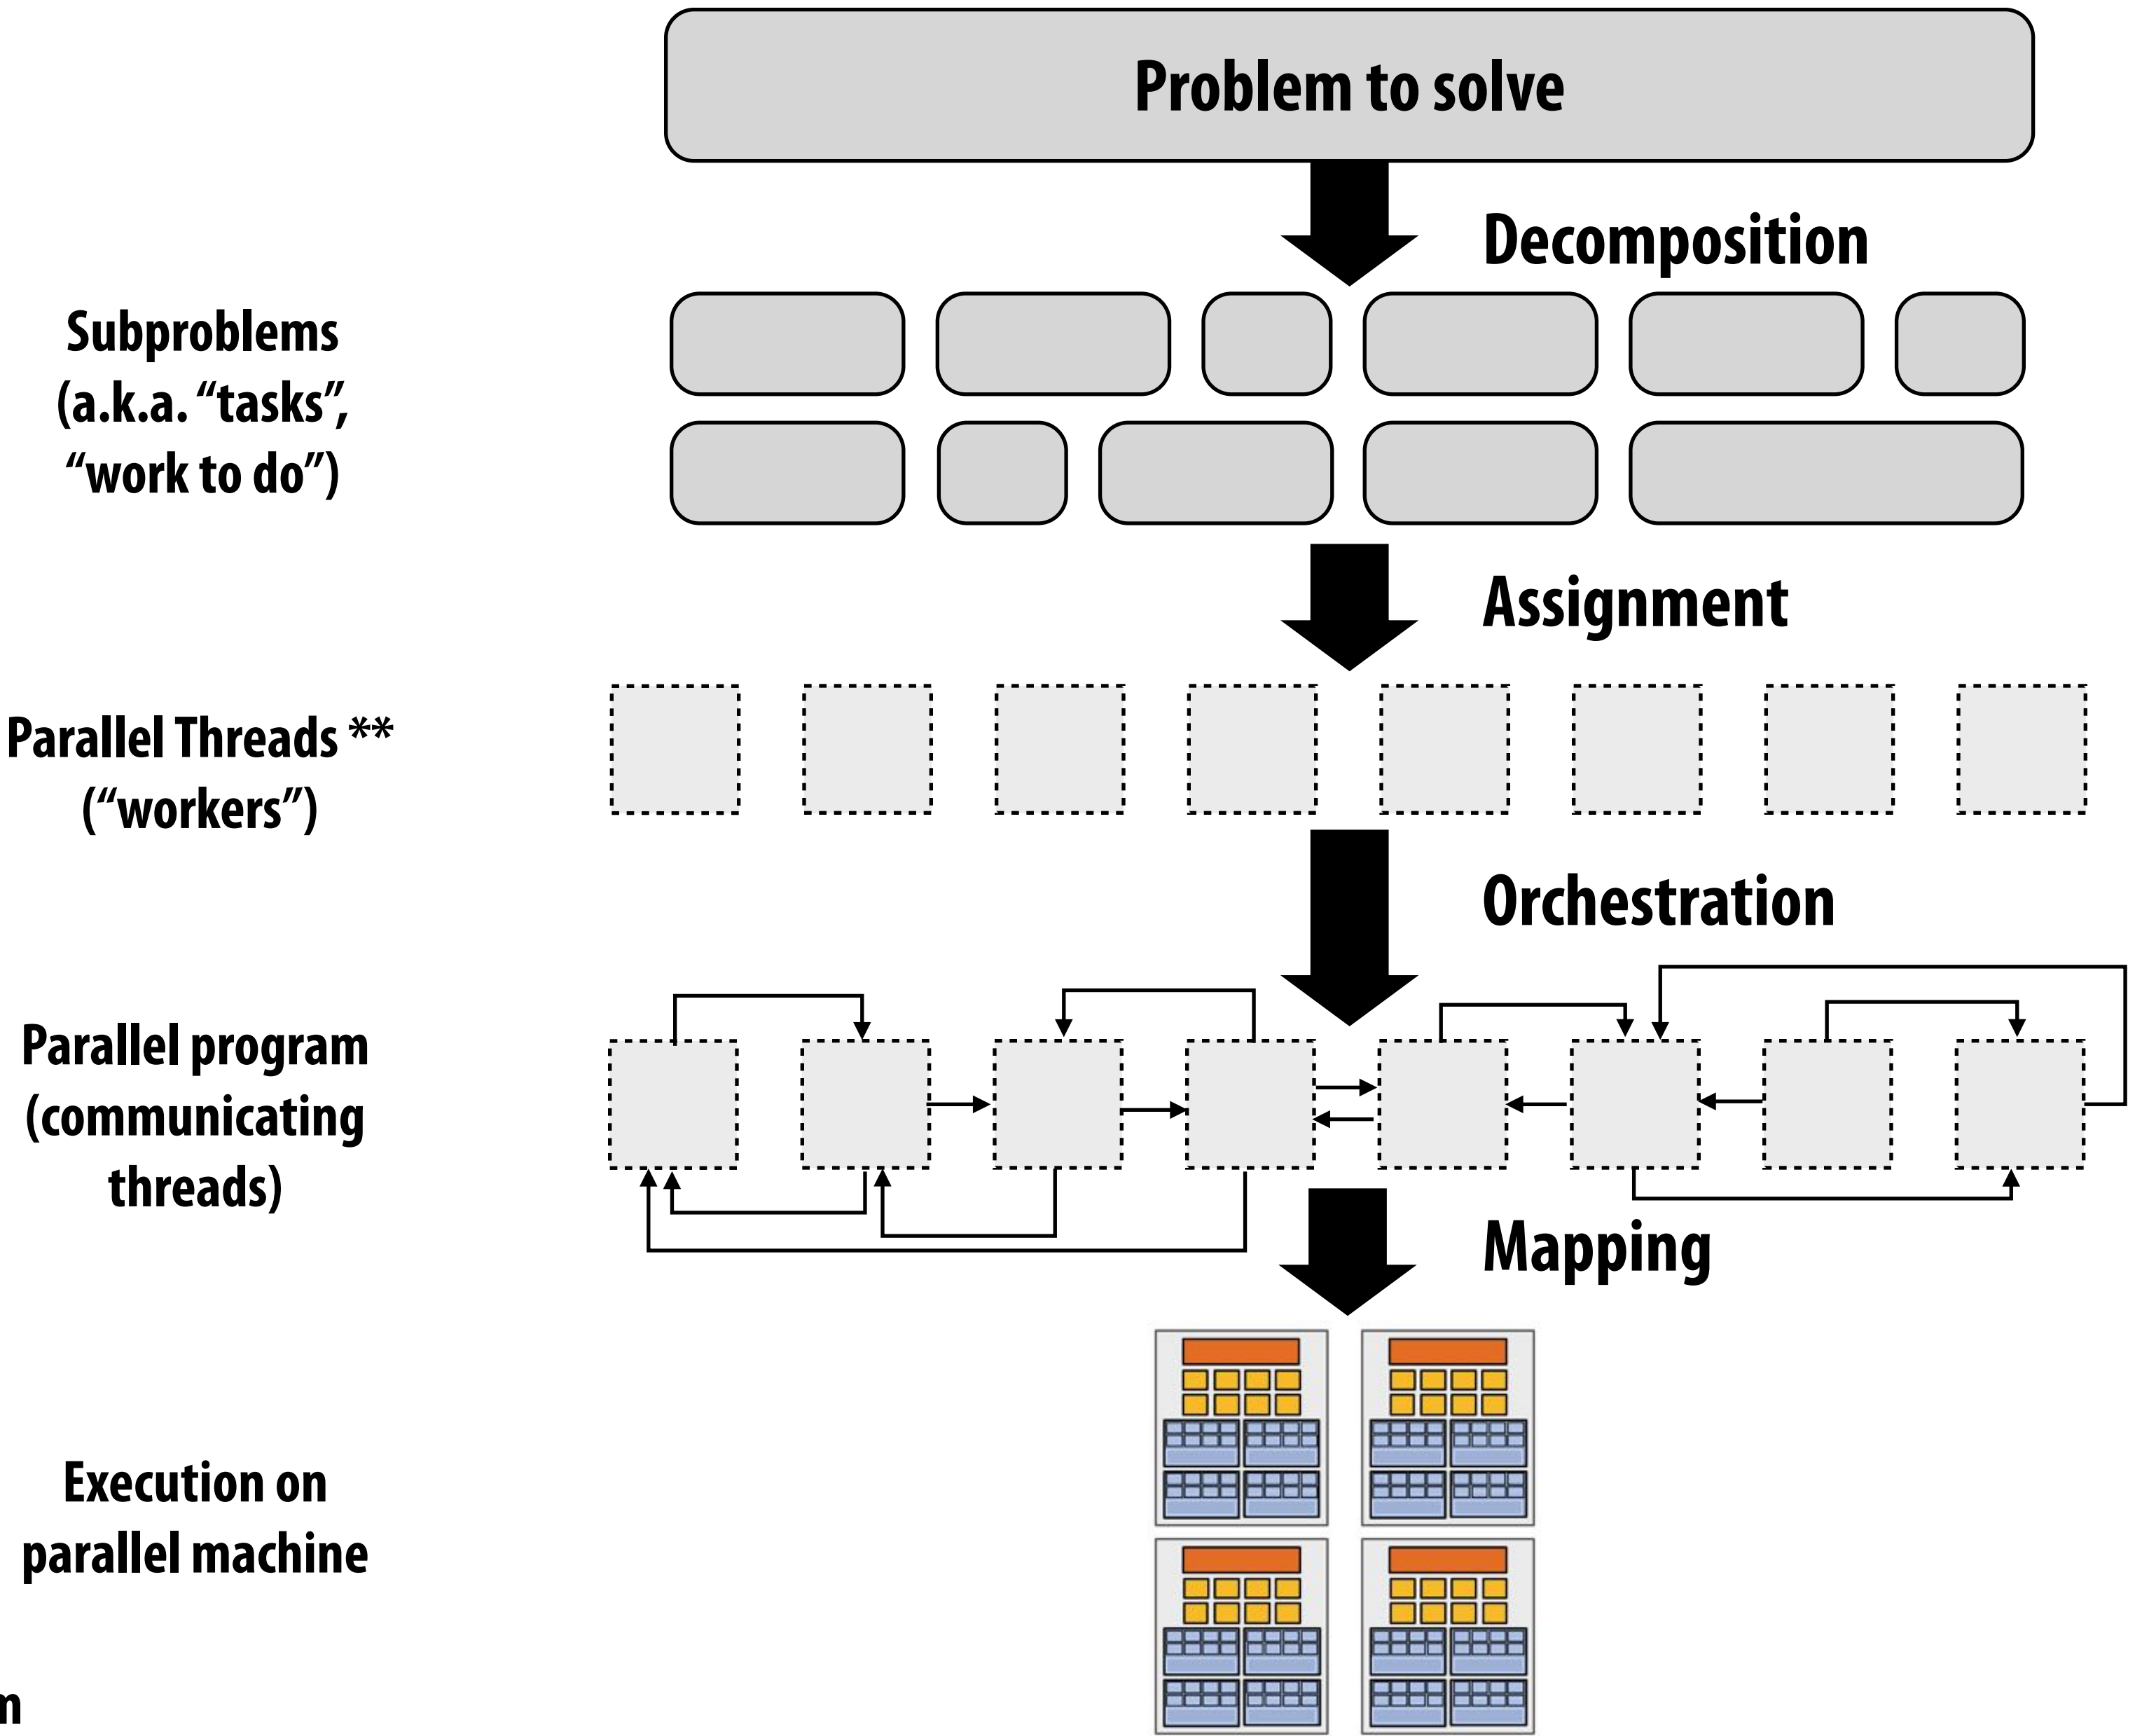 Problem to solve
Decomposition
Subproblems
(a.k.a. “tasks”,
“work to do”)
Assignment
Parallel Threads **
(“workers”)
Orchestration
Parallel program
(communicating
threads)
Mapping
Execution on
parallel machine